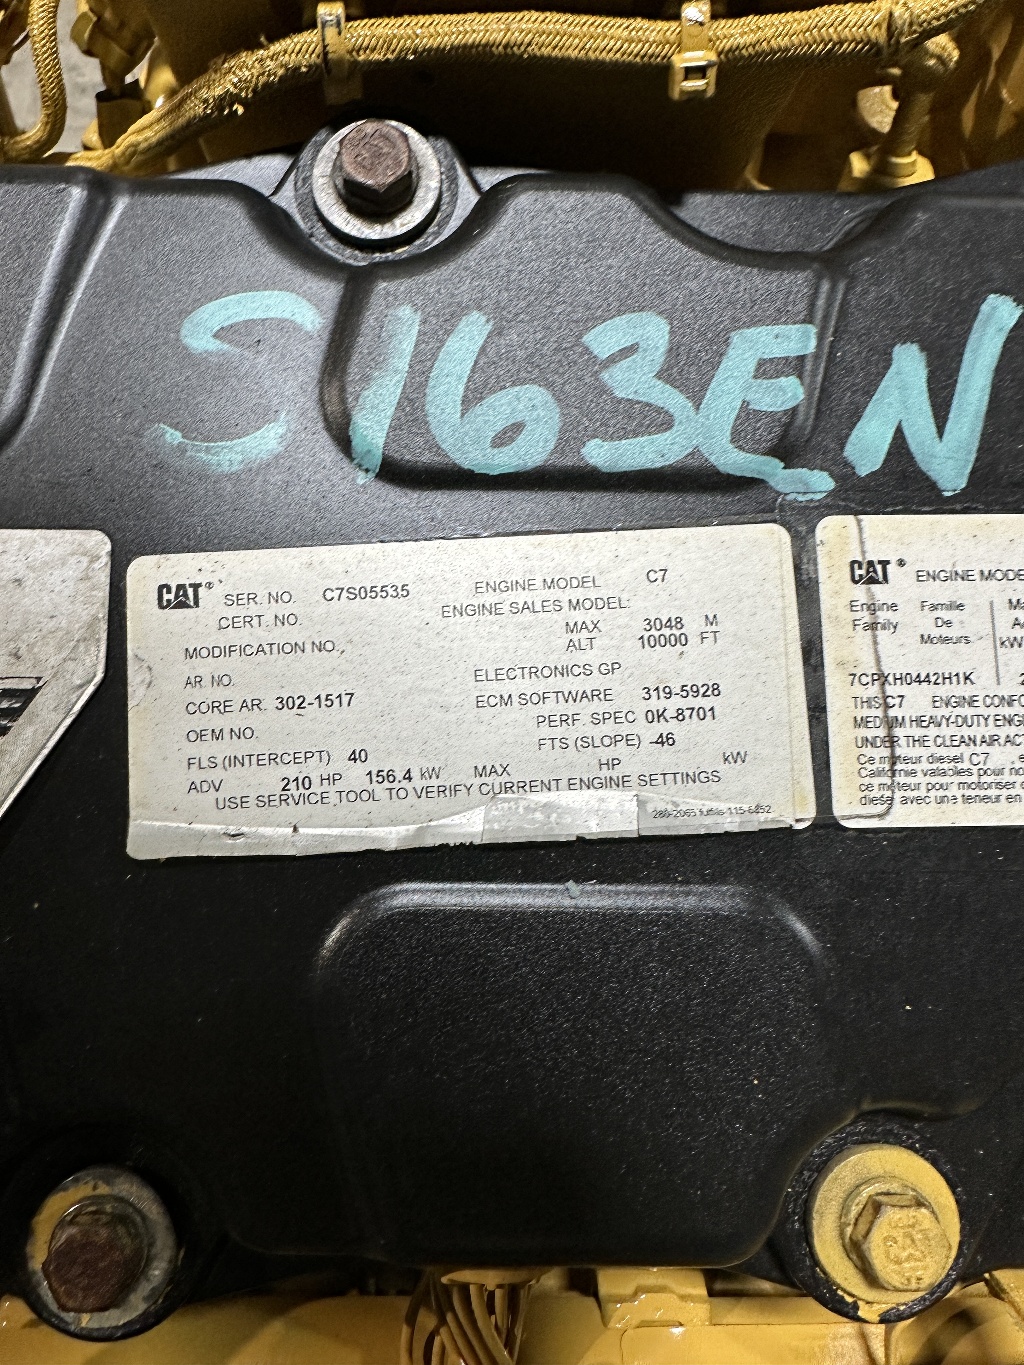 S163EN
CAT® SER. NO. C7S05535 ENGINE MODEL C7
CERT. NO. ENGINE SALES MODEL:
MAX 3048 M
MODIFICATION NO., ALT 10000 FT
AR. NO. ELECTRONICS GP
CORE AR. 302-1517 ECM SOFTWARE 319-5928
OEM NO. PERF. SPEC 0K-8701
FLS (INTERCEPT) 40 FTS (SLOPE) -46
ADV 210 HP 156.4 kW MAX HP kW
USE SERVICE TOOL TO VERIFY CURRENT ENGINE SETTINGS
CAT® ENGINE MODE
Engine Famille
Family De
Moteurs kW
7CPXH0442H1K 2
THIS C7 ENGINE CONFO
MEDIUM HEAVY-DUTY ENGI
UNDER THE CLEAN AIR ACT
Ce moteur diesel C7
Californie valables pour no
ce moteur pour motoriser
diesel avec une teneur en
CAT